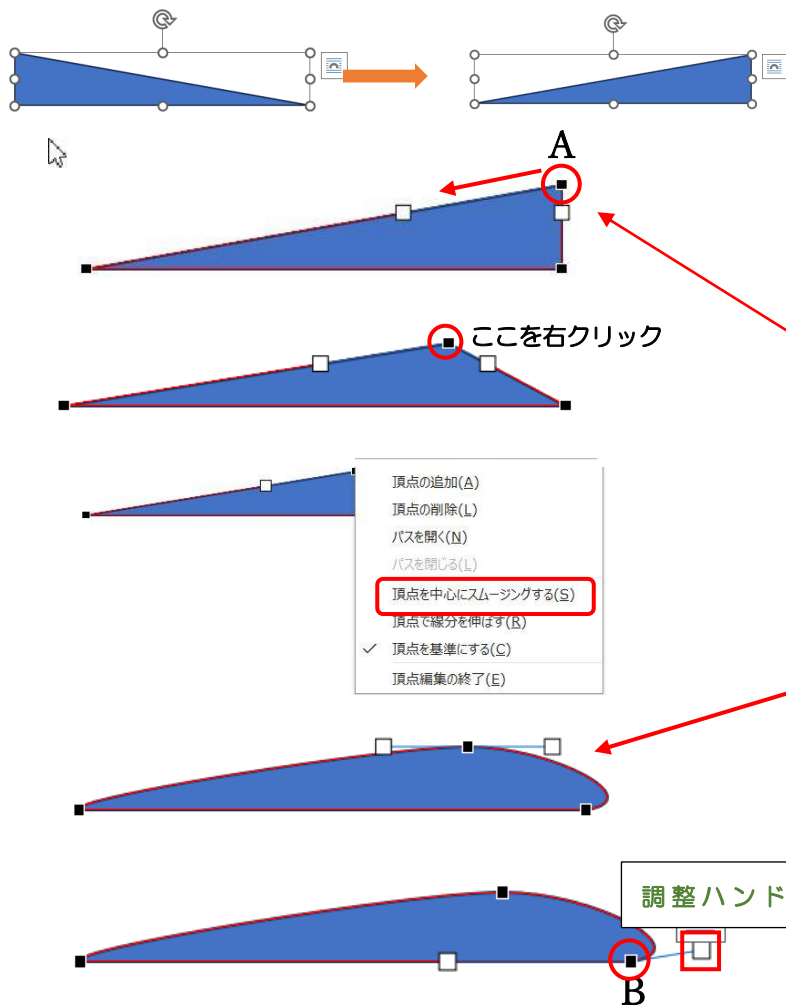 A
ここを右クリック
頂点の追加(A)
頂点の削除(L)
パスを開く(N)
パスを閉じる(L)
頂点を中心にスムージングする(S)
頂点で線分を伸ばす(R)
✓ 頂点を基準にする(C)
頂点編集の終了(E)
調整ハンド
B